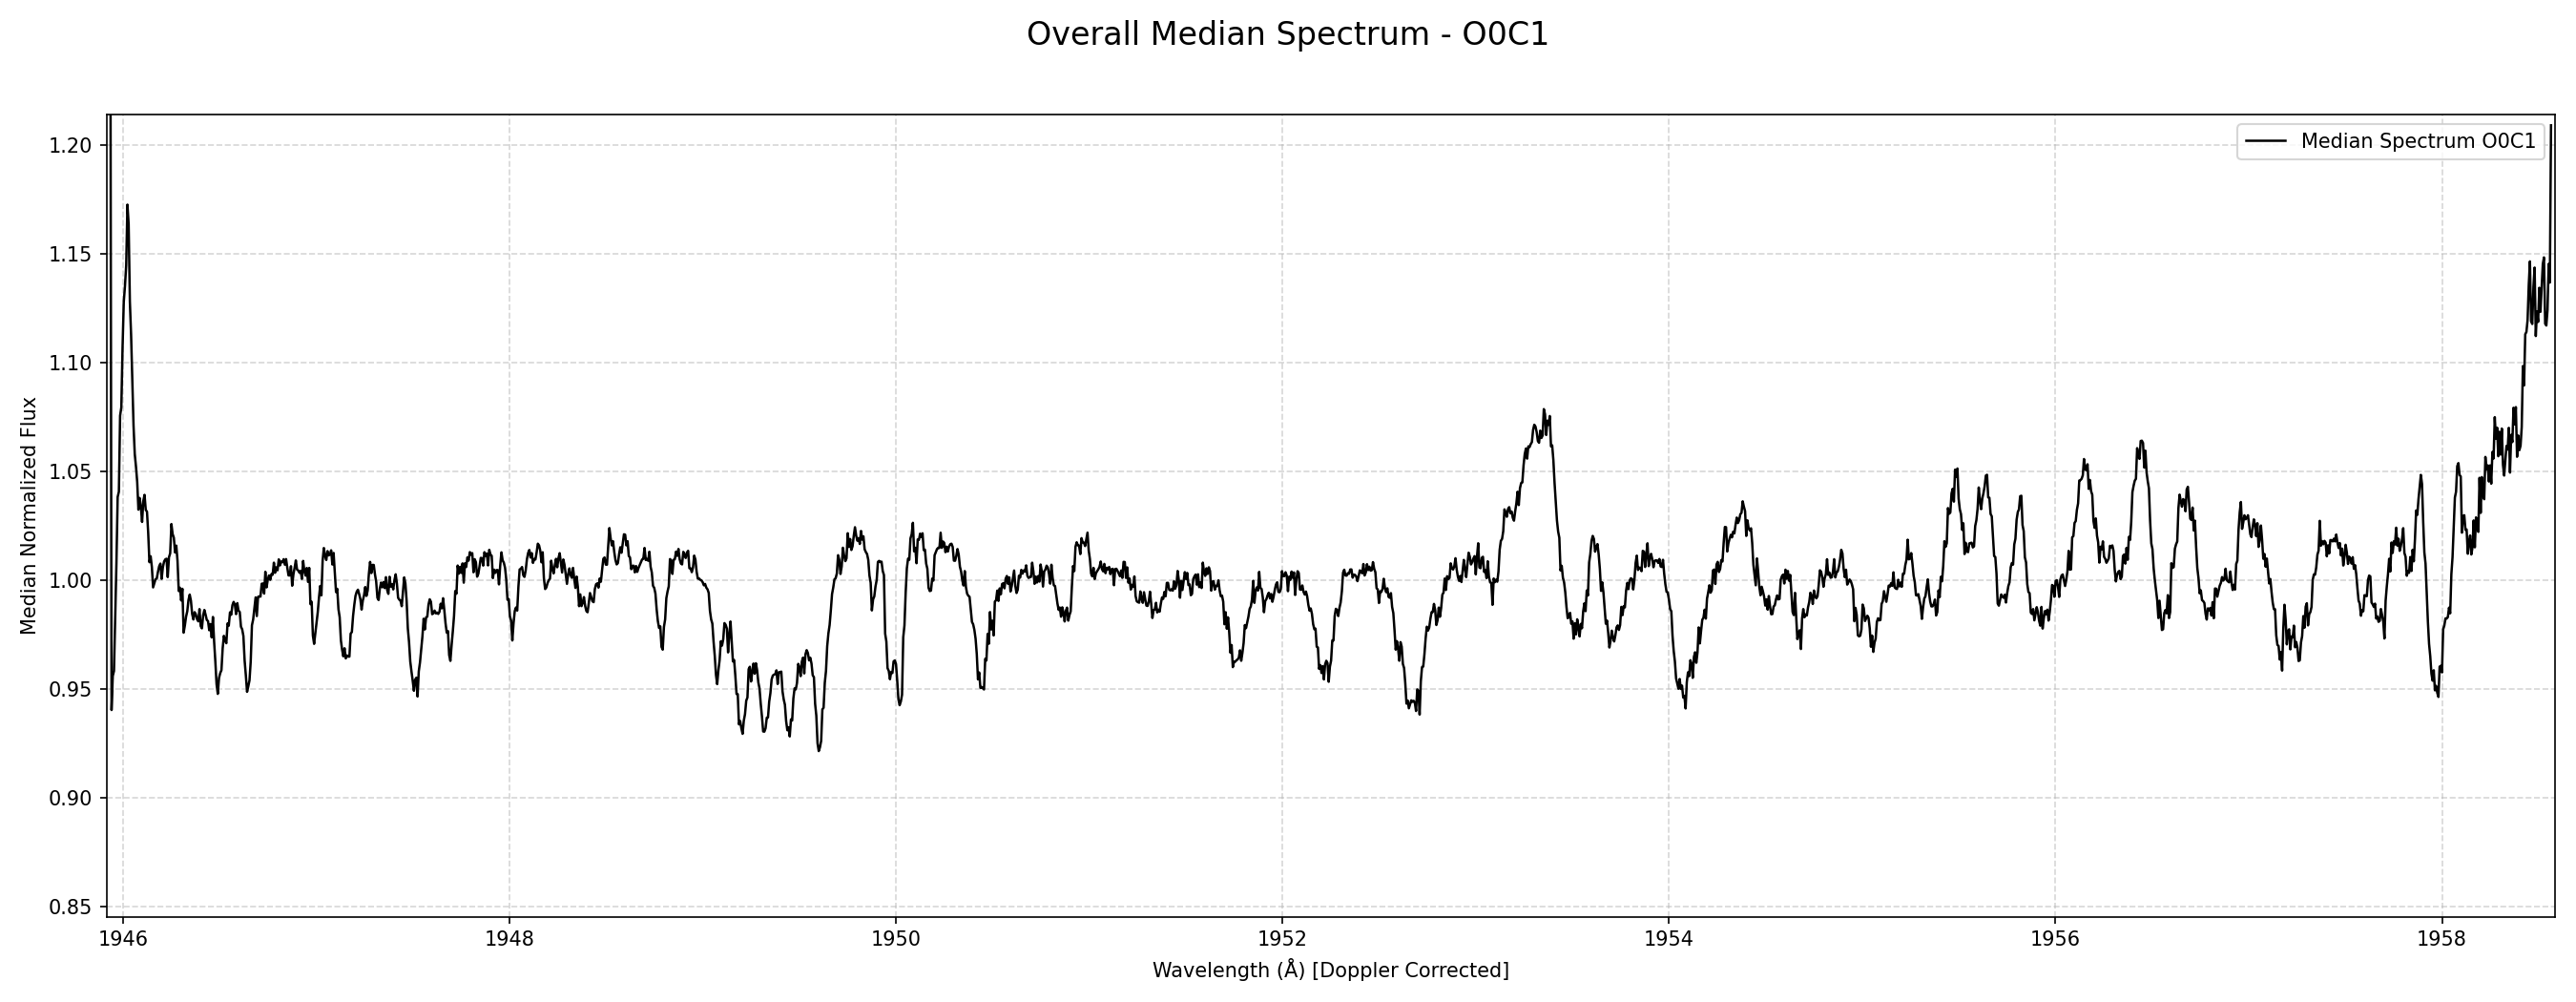 Overall Median Spectrum - O0C1
Median Spectrum O0C1
Median Normalized Flux
1.20
1.15
1.10
1.05
1.00
0.95
0.90
0.85
1946 1948 1950 1952 1954 1956 1958
Wavelength (Å) [Doppler Corrected]